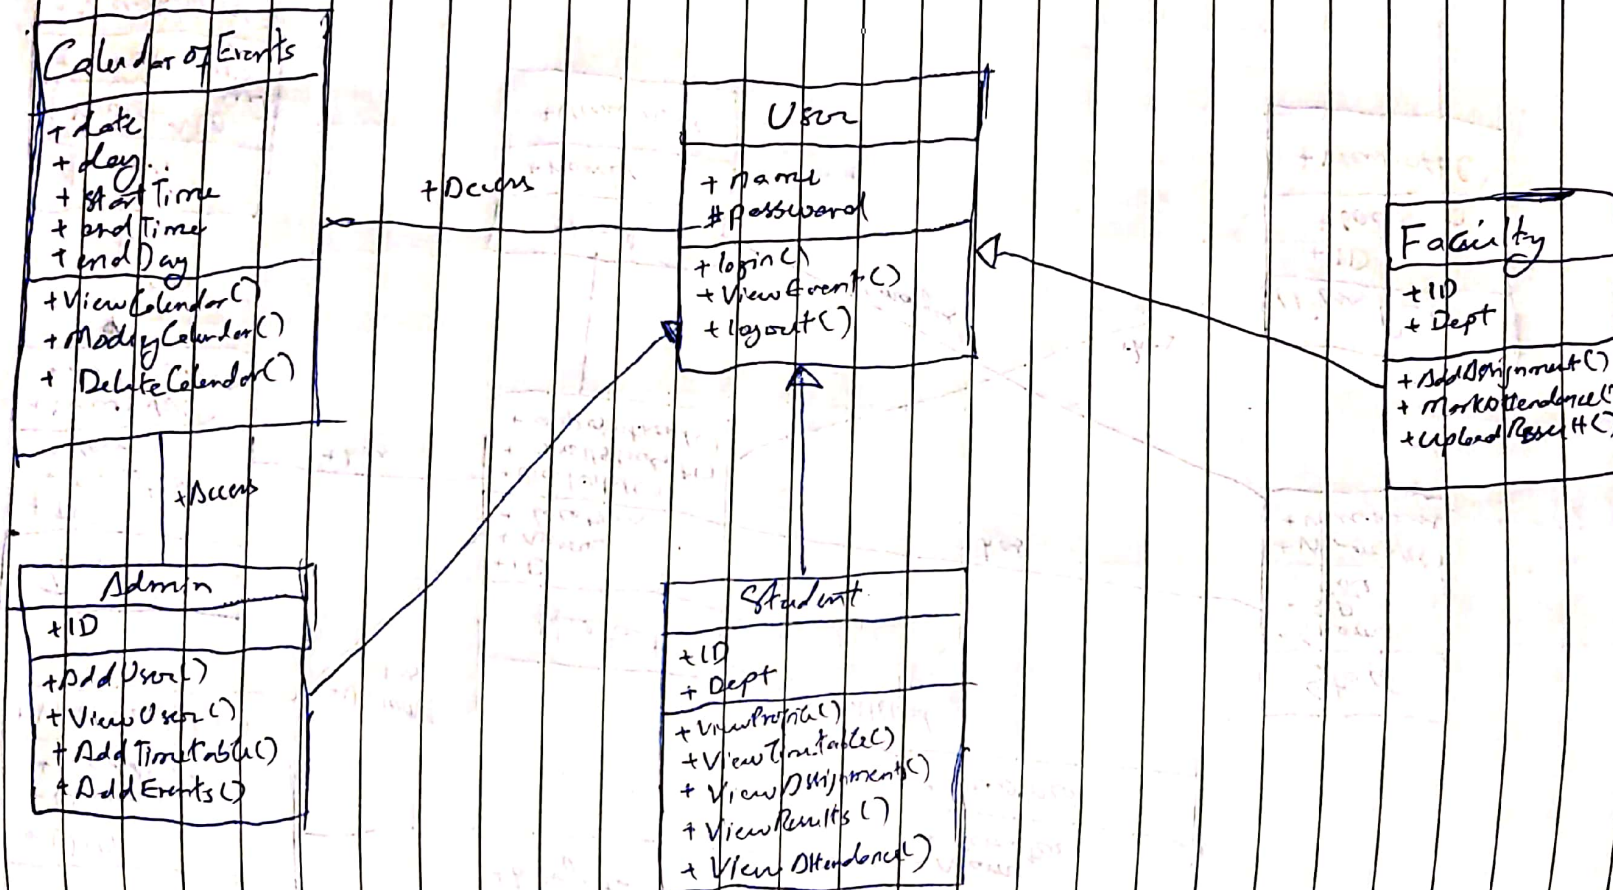 Calendar of Events
+ date
+ day
+ startTime
+ endTime
+ endDay
+ViewCalendar()
+ModifyCalendar()
+ DeleteCalendar()
+Access
User
+ name
#password
+ login()
+ViewEvent()
+logout()
Faculty
+ID
+ Dept
+AddAssignment()
+ MarkAttendance()
+UploadResult()
+Access
Admin
+ID
+AddUser()
+ViewUser()
+AddTimetable()
+AddEvents()
Student
+ID
+ Dept
+ViewProfile()
+ViewTimetable()
+ ViewAssignment()
+ ViewResults()
+ ViewAttendance()